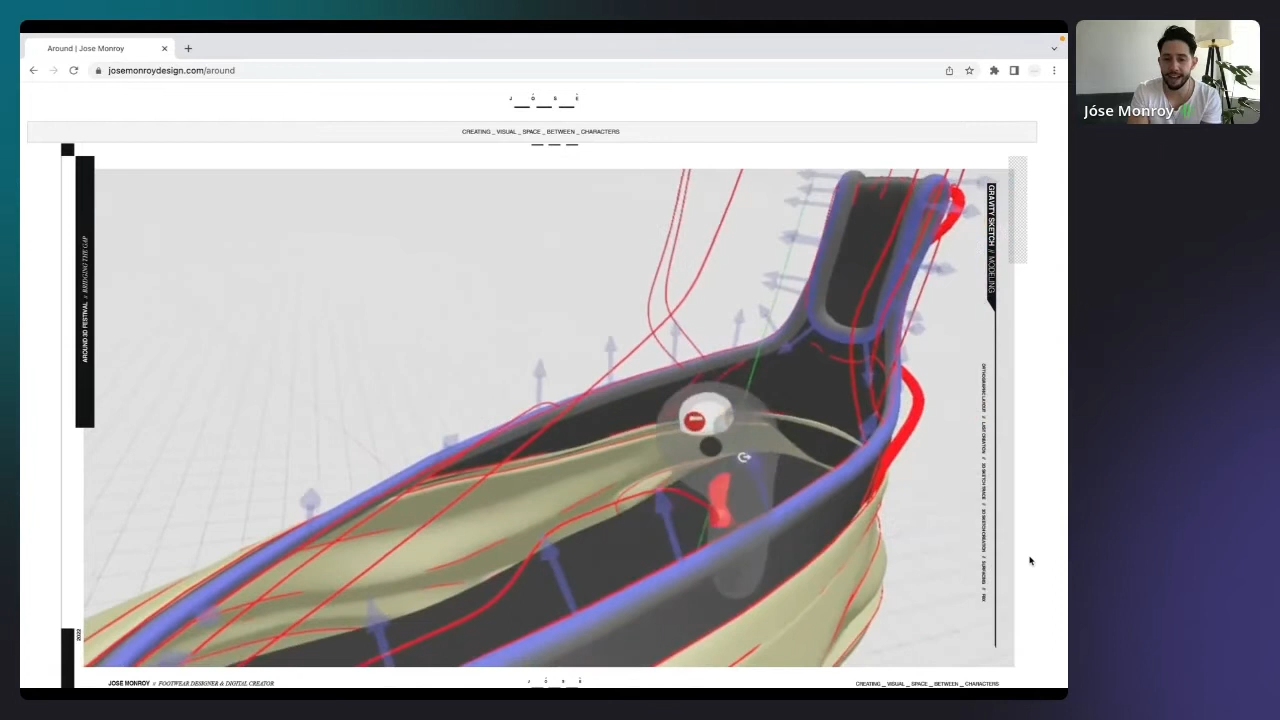 Around | Jose Monroy
josemonroydesign.com/around
J O S E
CREATING _ VISUAL _ SPACE _ BETWEEN _ CHARACTERS
AROUND 3D FESTIVAL // BRIDGING THE GAP
GRAVITY SKETCH // MODELING
2022
JOSE MONROY // FOOTWEAR DESIGNER & DIGITAL CREATOR
J O S E
CREATING _ VISUAL _ SPACE _ BETWEEN _ CHARACTERS
Jóse Monroy